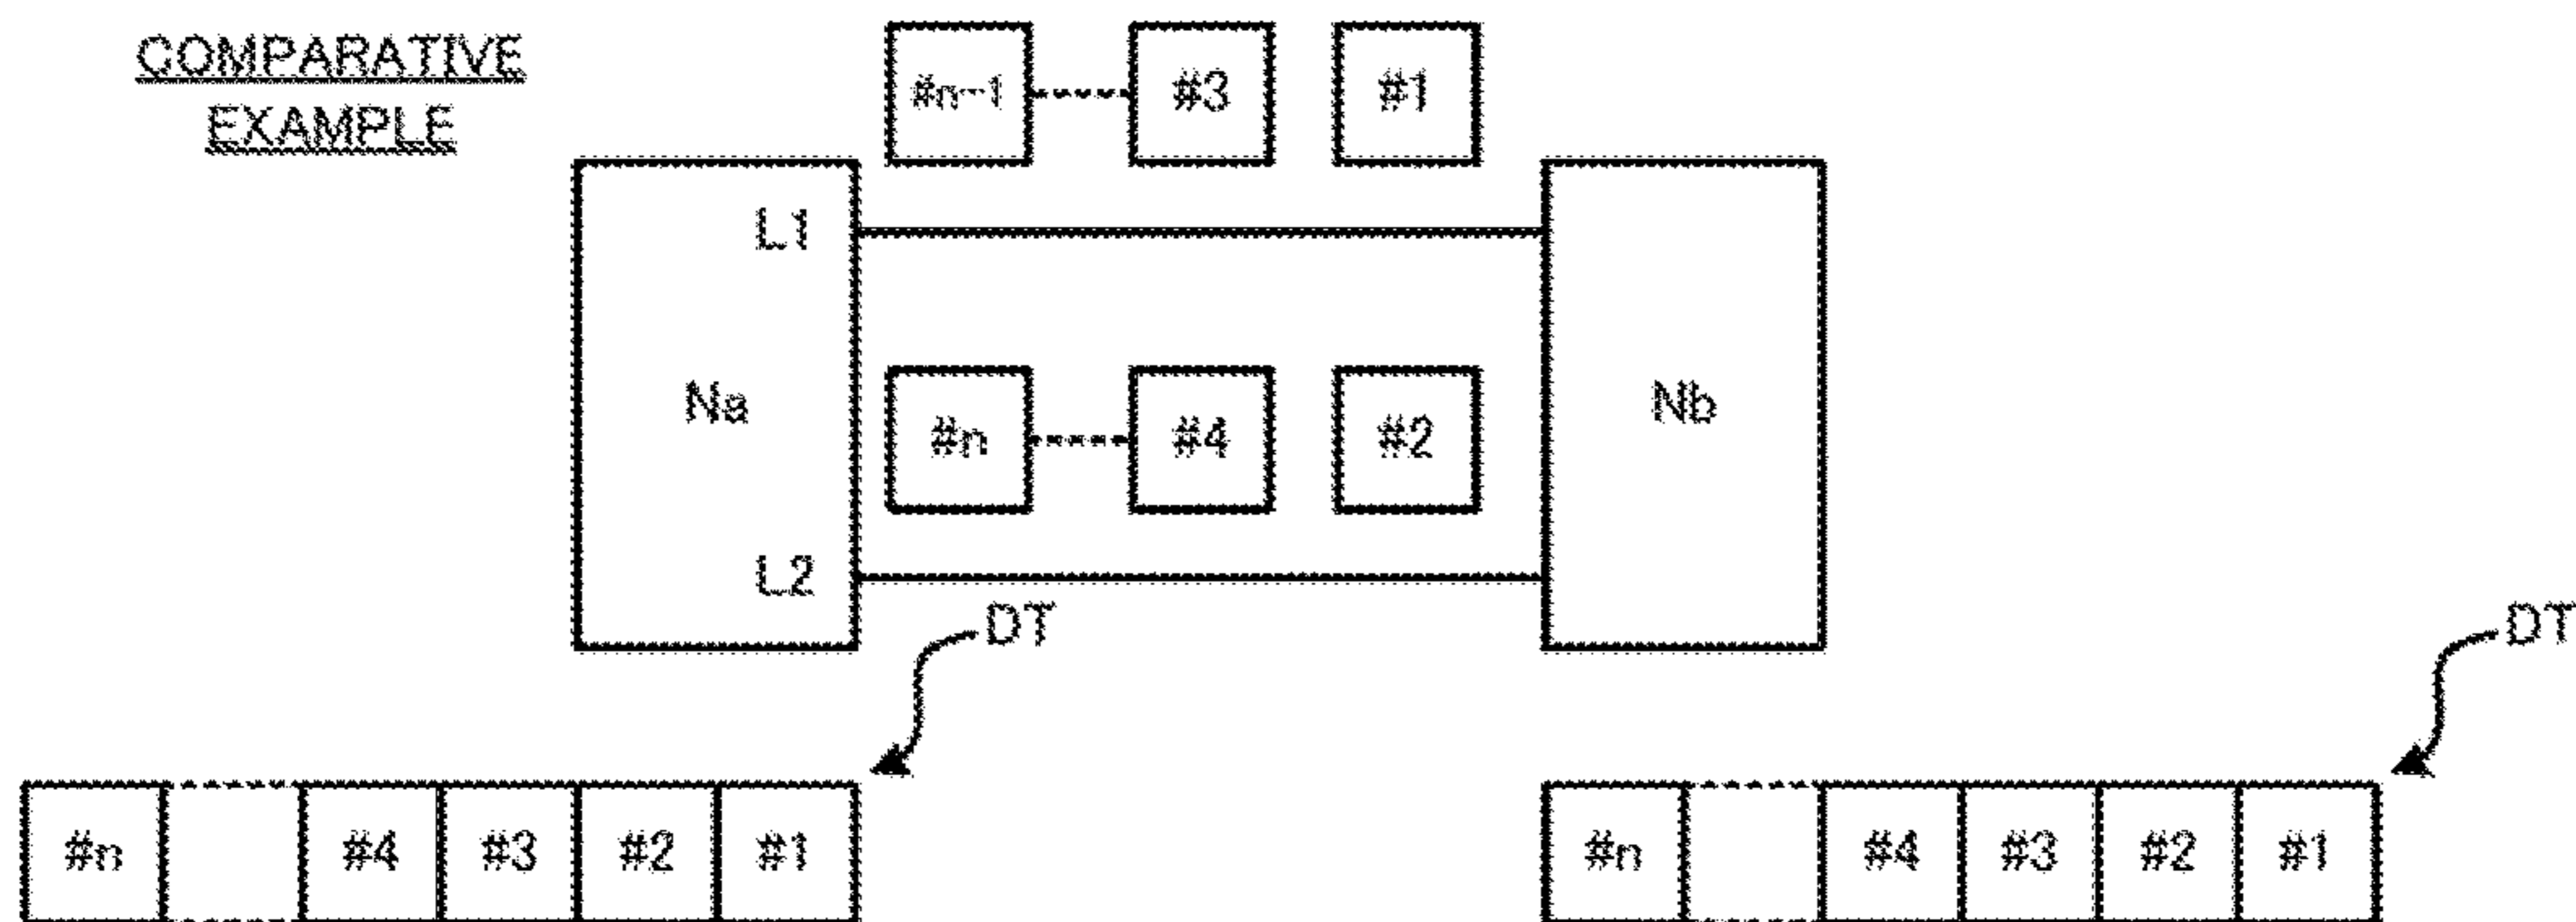 COMPARATIVE
EXAMPLE
#n-1 #3 #1
L1
Na
#n #4 #2
Nb
L2
DT
DT
#n #4 #3 #2 #1
#n #4 #3 #2 #1